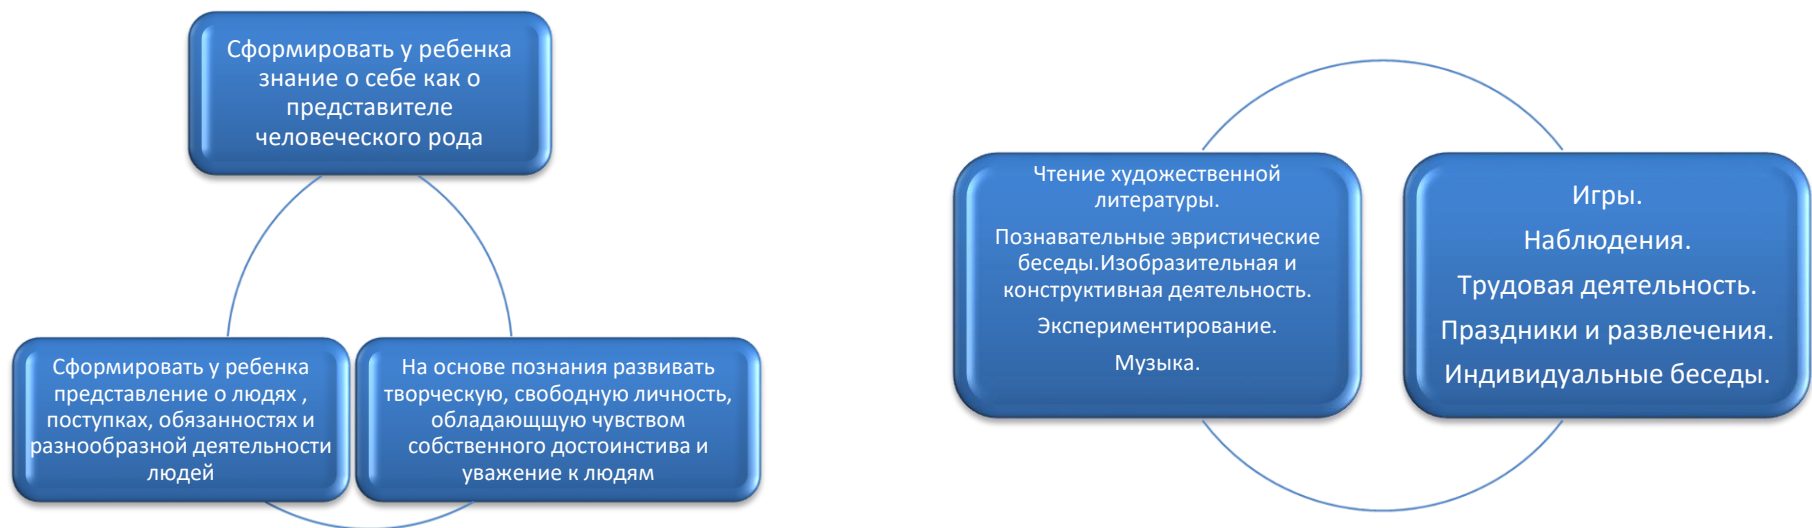 Сформировать у ребенка
знание о себе как о
представителе
человеческого рода
Сформировать у ребенка
представление о людях ,
поступках, обязанностях и
разнообразной деятельности
людей
На основе познания развивать
творческую, свободную личность,
обладающщую чувством
собственного достоинстива и
уважение к людям
Чтение художественной
литературы.
Познавательные эвристические
беседы.Изобразительная и
конструктивная деятельность.
Экспериментирование.
Музыка.
Игры.
Наблюдения.
Трудовая деятельность.
Праздники и развлечения.
Индивидуальные беседы.